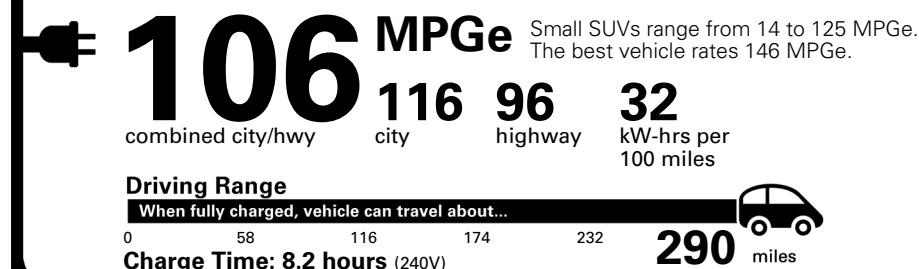 106 MPGe
Small SUVs range from 14 to 125 MPGe.
The best vehicle rates 146 MPGe.
116 96 32
combined city/hwy city highway kW-hrs per
100 miles
Driving Range
When fully charged, vehicle can travel about...
0 58 116 174 232 290 miles
Charge Time: 8.2 hours (240V)